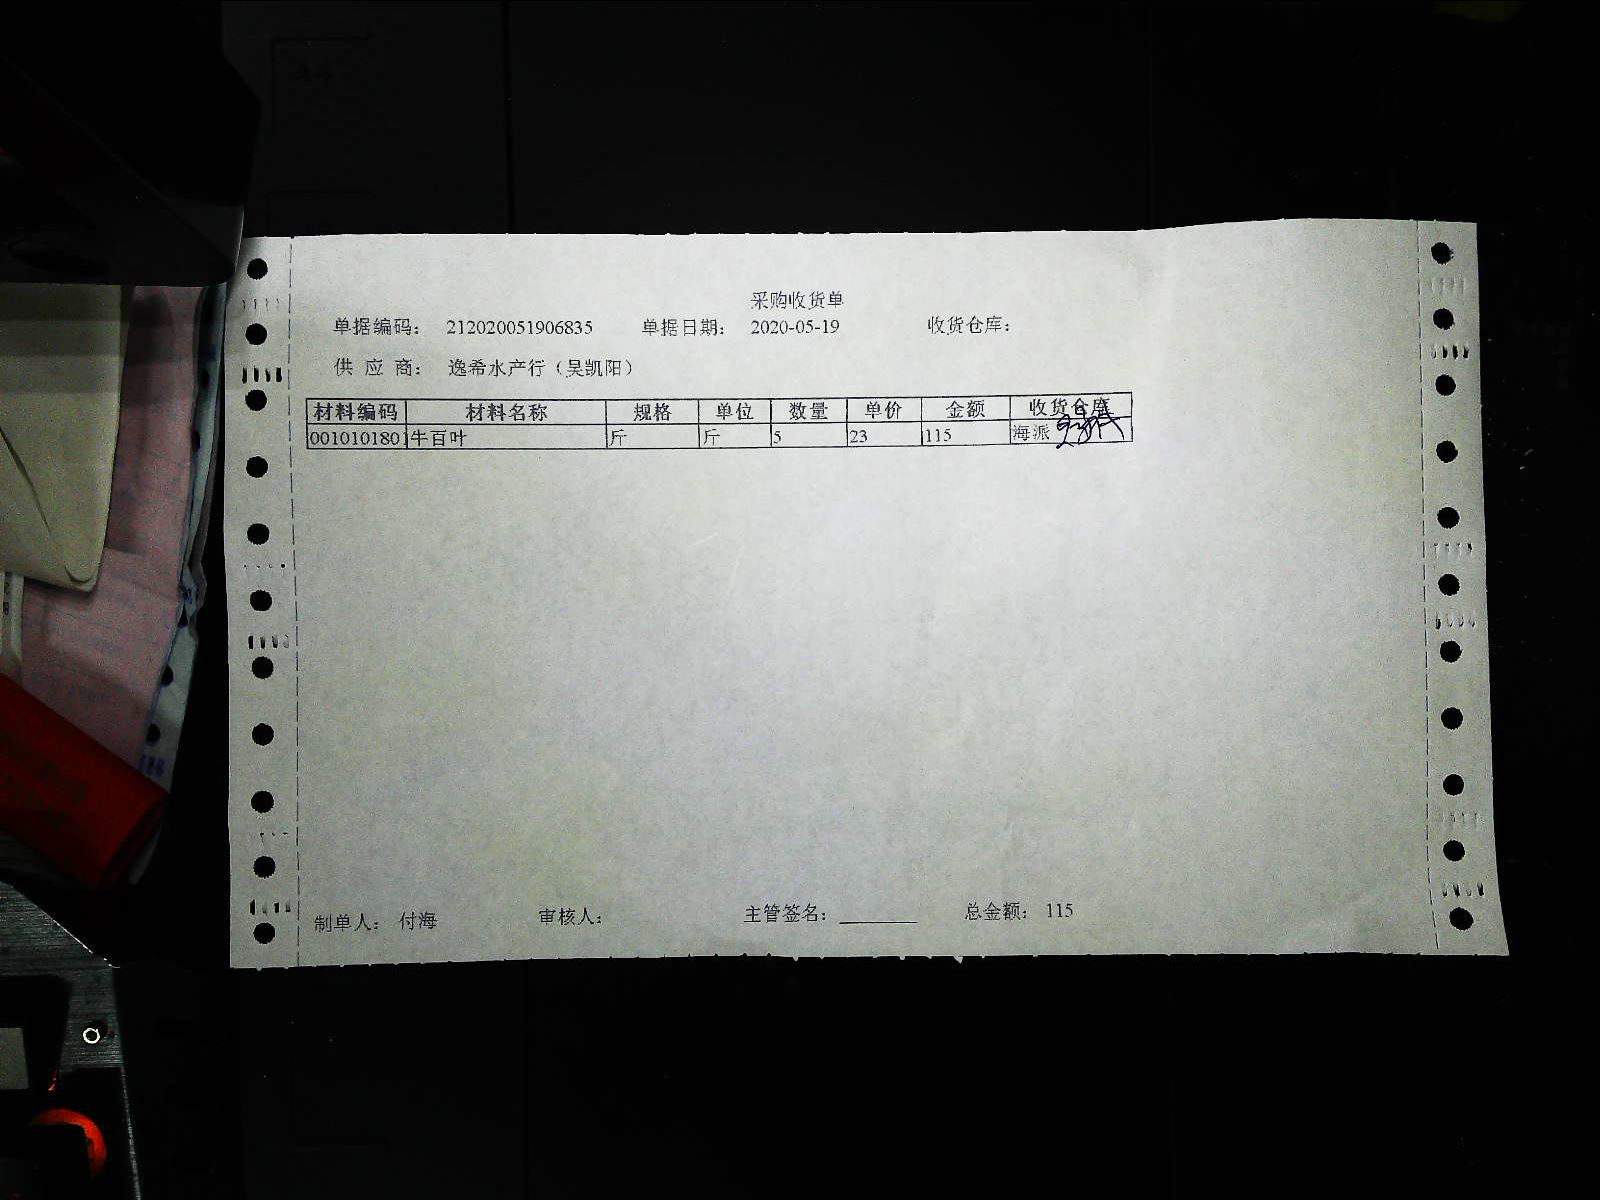 采购收货单
单据编码： 212020051906835 单据日期： 2020-05-19 收货仓库：
供 应 商： 逸希水产行（吴凯阳）
材料编码 材料名称 规格 单位 数量 单价 金额 收货仓库
001010180 牛百叶 斤 斤 5 23 115 海派
制单人： 付海 审核人： 主管签名： 总金额： 115